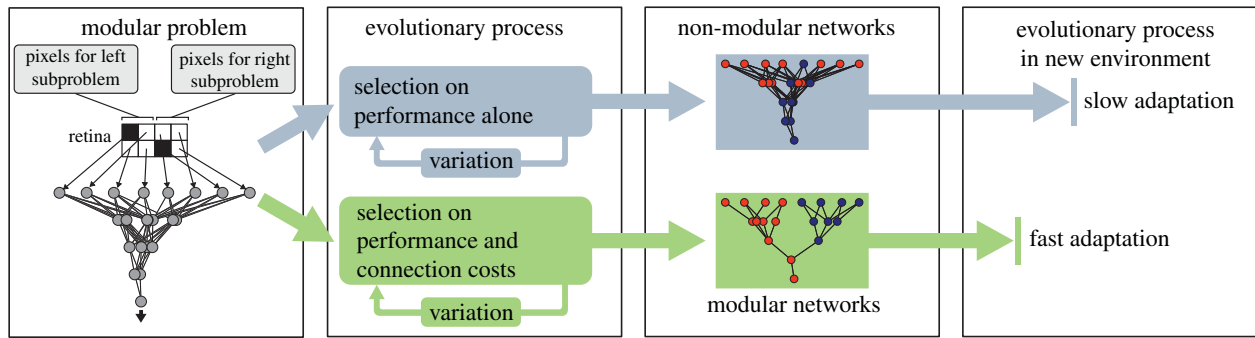 modular problem
pixels for left
subproblem
pixels for right
subproblem
retina
evolutionary process
selection on
performance alone
variation
selection on
performance and
connection costs
variation
non-modular networks
modular networks
evolutionary process
in new environment
slow adaptation
fast adaptation